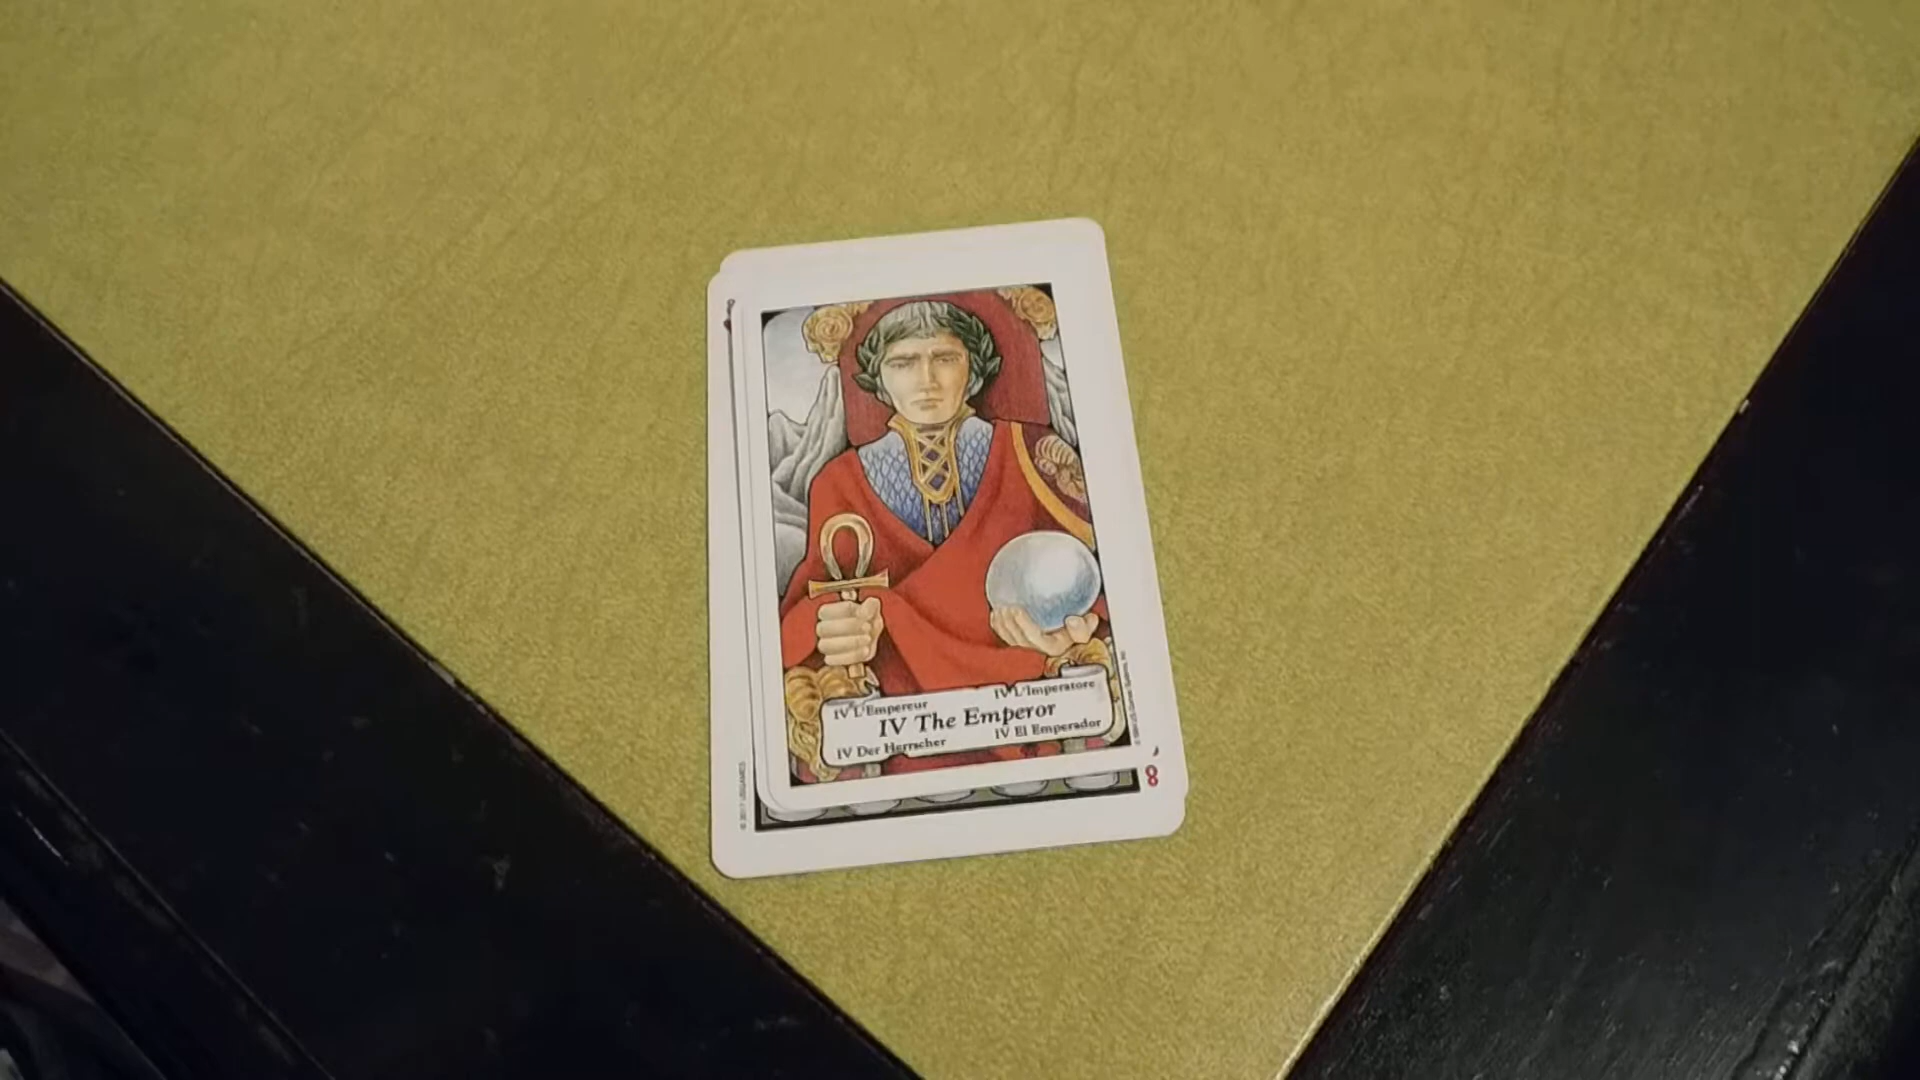 IV L'Empereur
IV L'Imperatore
IV The Emperor
IV Der Herrscher
IV El Emperador
8